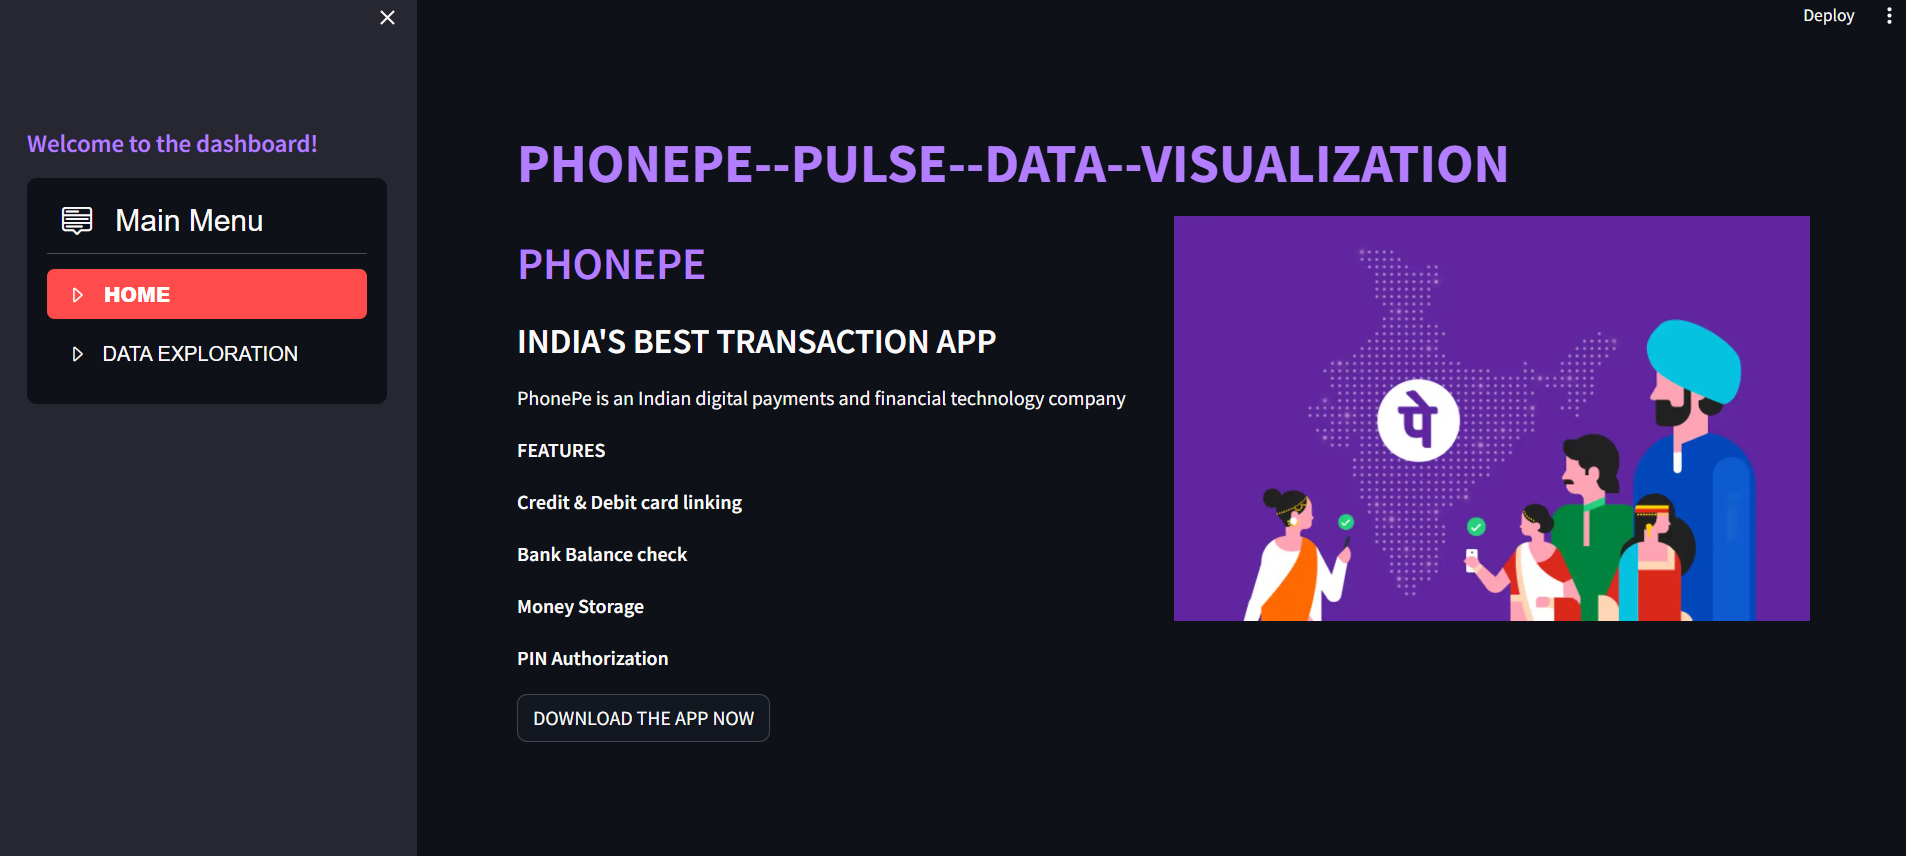 Deploy
Welcome to the dashboard!
Main Menu
HOME
DATA EXPLORATION
PHONEPE--PULSE--DATA--VISUALIZATION
PHONEPE
INDIA'S BEST TRANSACTION APP
PhonePe is an Indian digital payments and financial technology company
FEATURES
Credit & Debit card linking
Bank Balance check
Money Storage
PIN Authorization
DOWNLOAD THE APP NOW
पे